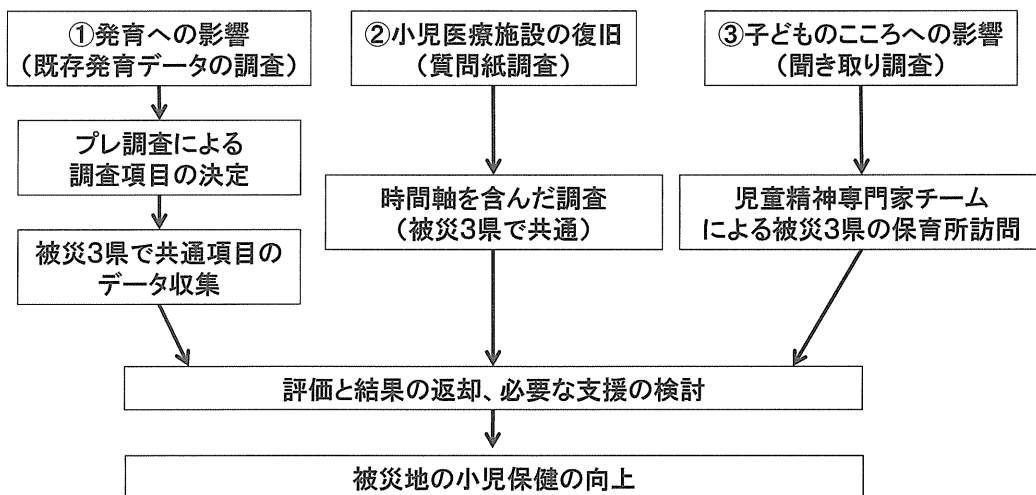 ①発育への影響
(既存発育データの調査)
②小児医療施設の復旧
(質問紙調査)
③子どものこころへの影響
(聞き取り調査)
プレ調査による
調査項目の決定
時間軸を含んだ調査
(被災3県で共通)
児童精神専門家チーム
による被災3県の保育所訪問
被災3県で共通項目の
データ収集
評価と結果の返却、必要な支援の検討
被災地の小児保健の向上